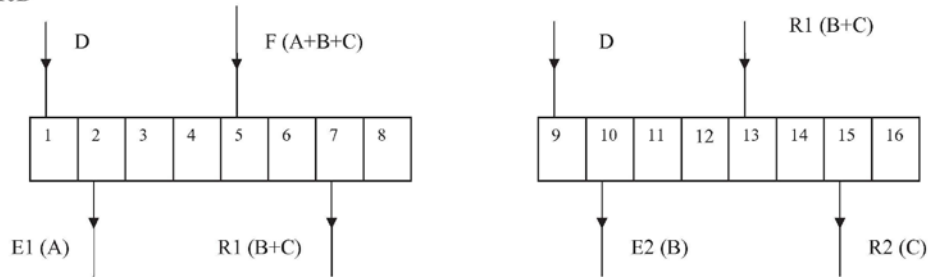 D
F (A+B+C)
1 2 3 4 5 6 7 8
E1 (A)
R1 (B+C)
D
R1 (B+C)
9 10 11 12 13 14 15 16
E2 (B)
R2 (C)